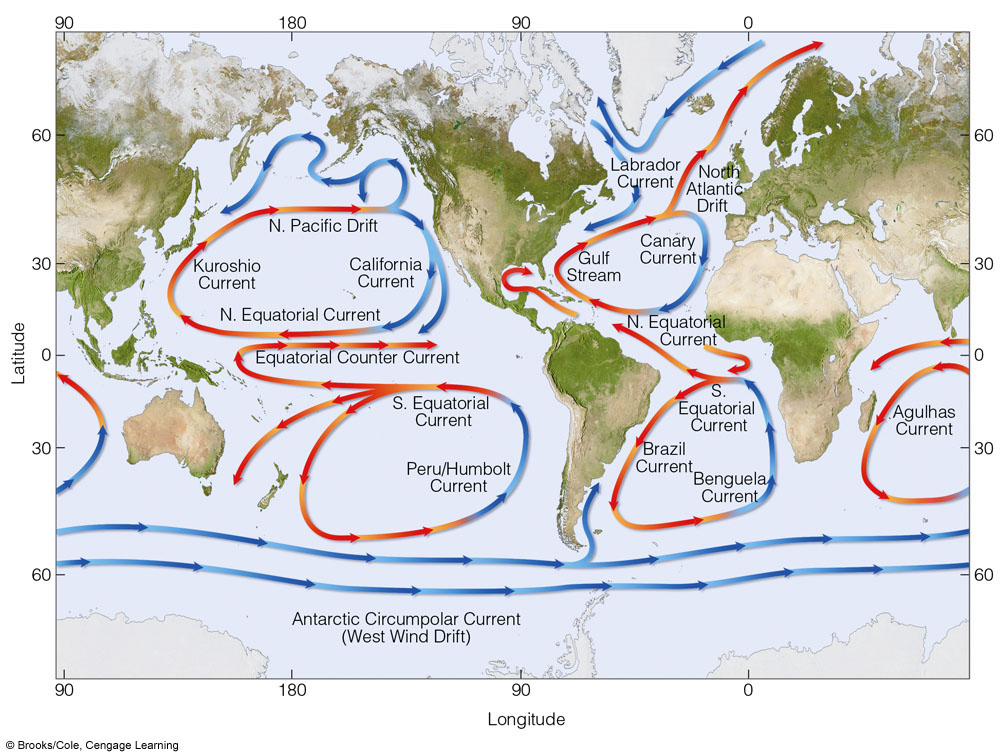 90
180
90
0
60
60
Labrador
Current
North
Atlantic
Drift
N. Pacific Drift
Canary
Current
Gulf
Stream
Kuroshio
Current
California
Current
30
30
N. Equatorial Current
N. Equatorial
Current
Latitude
0
0
Equatorial Counter Current
S. Equatorial
Current
S.
Equatorial
Current
Agulhas
Current
30
30
Brazil
Current
Peru/Humbolt
Current
Benguela
Current
60
60
Antarctic Circumpolar Current
(West Wind Drift)
90
180
90
0
Longitude
© Brooks/Cole, Cengage Learning